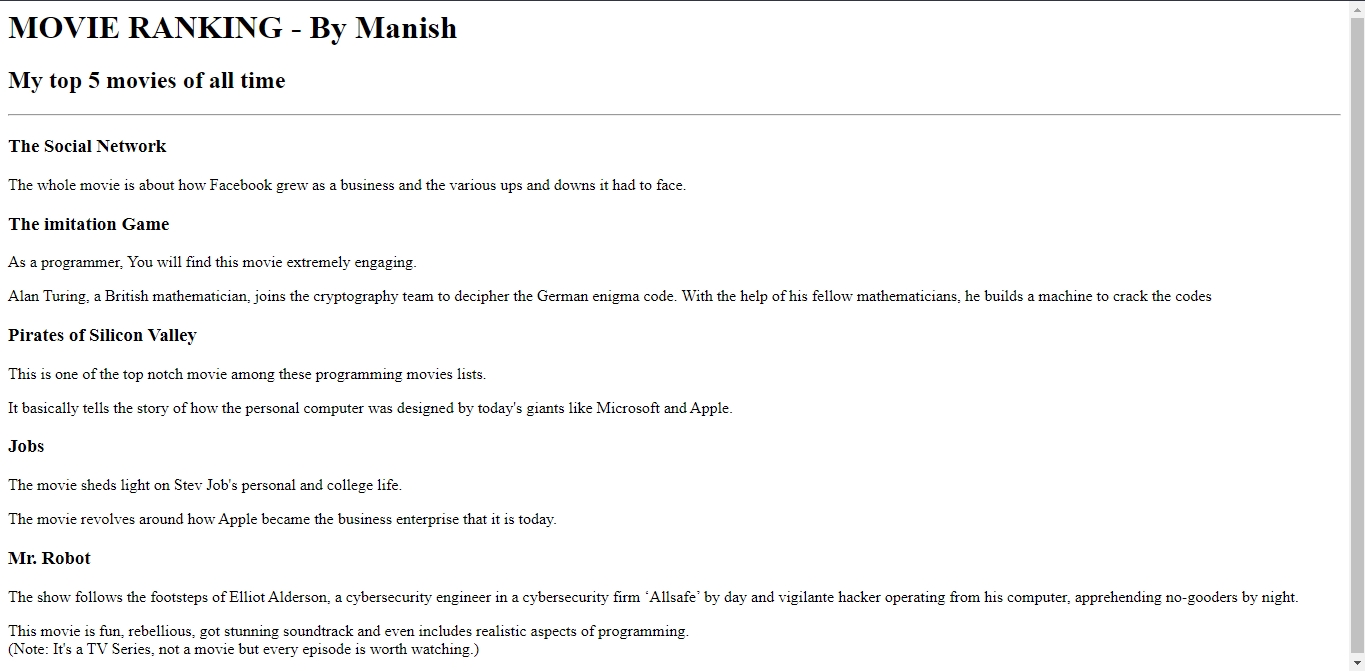 MOVIE RANKING - By Manish
My top 5 movies of all time
The Social Network
The whole movie is about how Facebook grew as a business and the various ups and downs it had to face.
The imitation Game
As a programmer, You will find this movie extremely engaging.
Alan Turing, a British mathematician, joins the cryptography team to decipher the German enigma code. With the help of his fellow mathematicians, he builds a machine to crack the codes
Pirates of Silicon Valley
This is one of the top notch movie among these programming movies lists.
It basically tells the story of how the personal computer was designed by today's giants like Microsoft and Apple.
Jobs
The movie sheds light on Stev Job's personal and college life.
The movie revolves around how Apple became the business enterprise that it is today.
Mr. Robot
The show follows the footsteps of Elliot Alderson, a cybersecurity engineer in a cybersecurity firm ‘Allsafe’ by day and vigilante hacker operating from his computer, apprehending no-gooders by night.
This movie is fun, rebellious, got stunning soundtrack and even includes realistic aspects of programming.
(Note: It's a TV Series, not a movie but every episode is worth watching.)